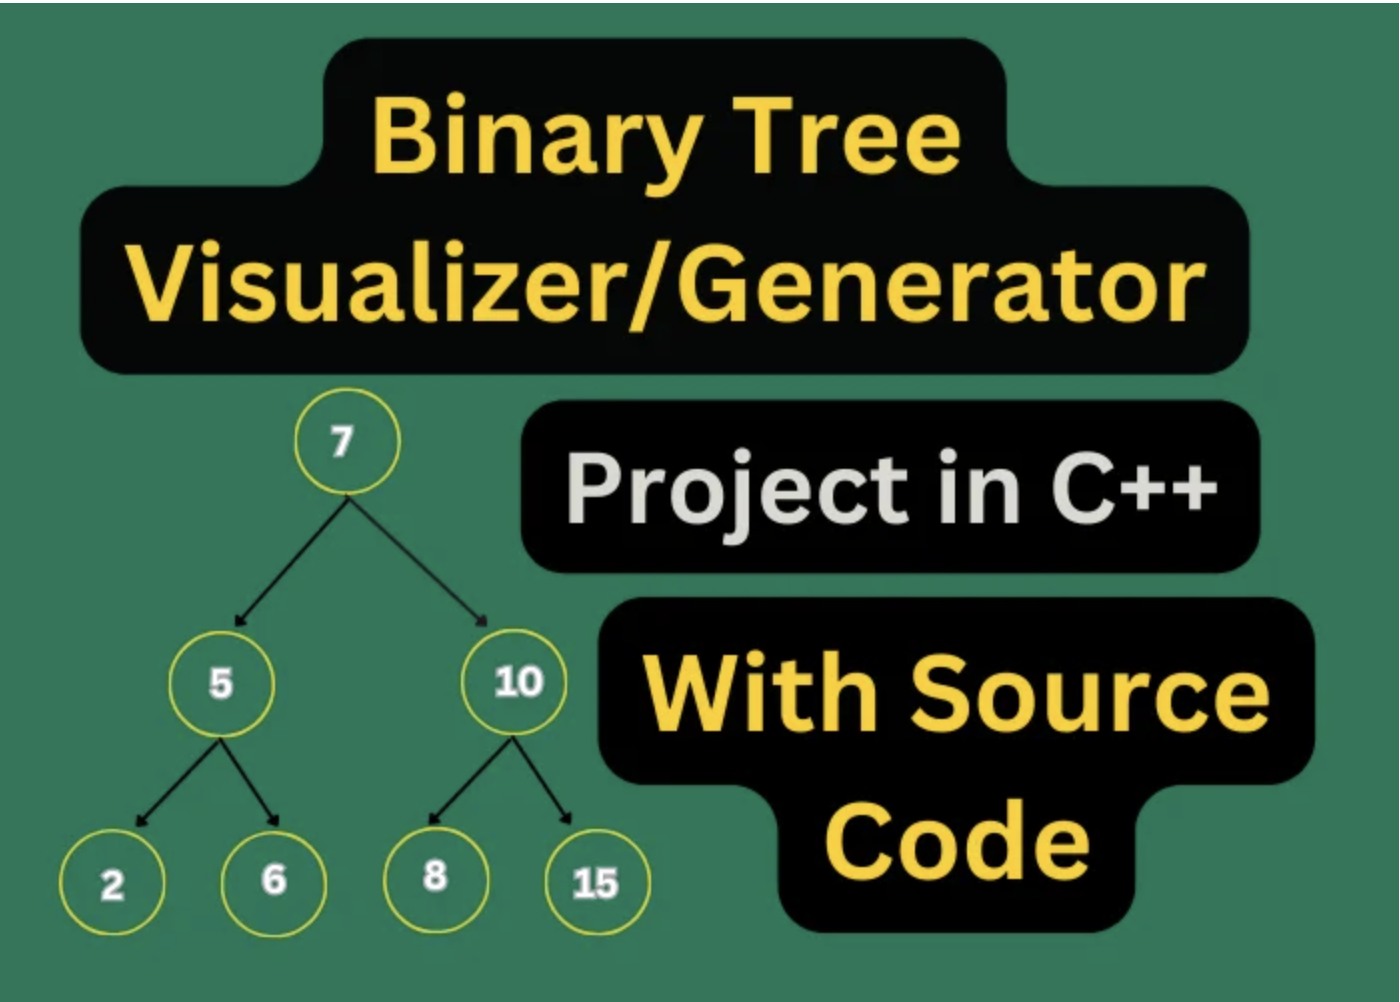 Binary Tree
Visualizer/Generator
7
Project in C++
5
10
With Source
Code
2
6
8
15